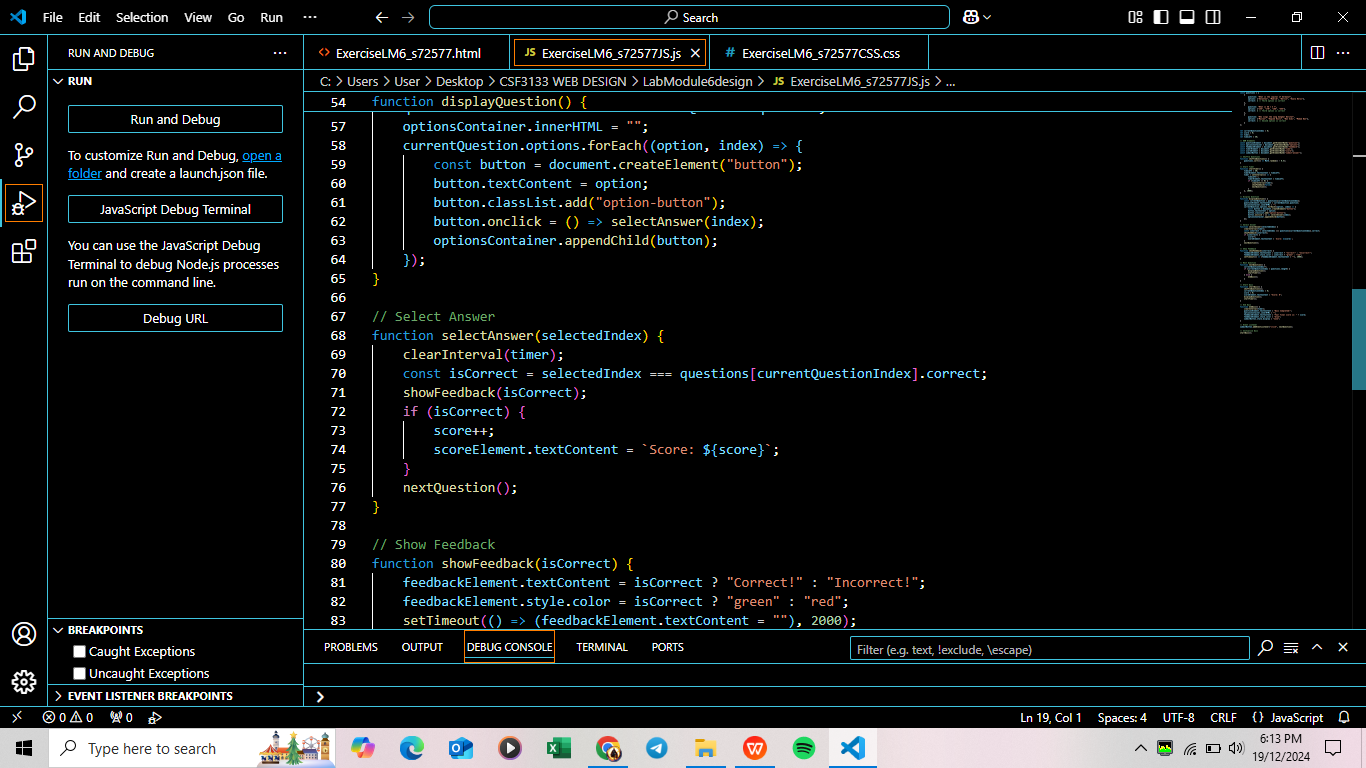 File Edit Selection View Go Run ··· Search
RUN AND DEBUG ···
ExerciseLM6_s72577.html JS ExerciseLM6_s72577JS.js # ExerciseLM6_s72577CSS.css ···
C: > Users > User > Desktop > CSF3133 WEB DESIGN > LabModule6design > JS ExerciseLM6_s72577JS.js > ...
RUN
Run and Debug
To customize Run and Debug, open a
folder and create a launch.json file.
JavaScript Debug Terminal
You can use the JavaScript Debug
Terminal to debug Node.js processes
run on the command line.
Debug URL
BREAKPOINTS
Caught Exceptions
Uncaught Exceptions
EVENT LISTENER BREAKPOINTS
54 function displayQuestion() {
57 optionsContainer.innerHTML = "";
58 currentQuestion.options.forEach((option, index) => {
59 const button = document.createElement("button");
60 button.textContent = option;
61 button.classList.add("option-button");
62 button.onclick = () => selectAnswer(index);
63 optionsContainer.appendChild(button);
64 });
65 }
66
67 // Select Answer
68 function selectAnswer(selectedIndex) {
69 clearInterval(timer);
70 const isCorrect = selectedIndex === questions[currentQuestionIndex].correct;
71 showFeedback(isCorrect);
72 if (isCorrect) {
73 score++;
74 scoreElement.textContent = `Score: ${score}`;
75 }
76 nextQuestion();
77 }
78
79 // Show Feedback
80 function showFeedback(isCorrect) {
81 feedbackElement.textContent = isCorrect ? "Correct!" : "Incorrect!";
82 feedbackElement.style.color = isCorrect ? "green" : "red";
83 setTimeout(() => (feedbackElement.textContent = ""), 2000);
PROBLEMS OUTPUT DEBUG CONSOLE TERMINAL PORTS Filter (e.g. text, !exclude, \escape)
0 0 0 Ln 19, Col 1 Spaces: 4 UTF-8 CRLF {} JavaScript
Type here to search 6:13 PM
19/12/2024